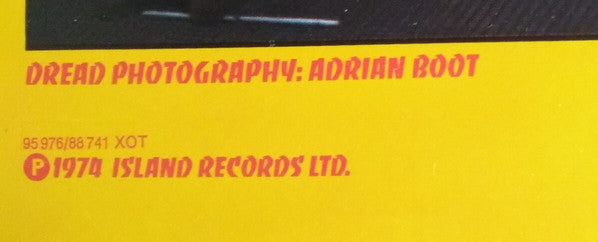 DREAD PHOTOGRAPHY: ADRIAN BOOT
95 976/88 741 XOT
℗ 1974 ISLAND RECORDS LTD.